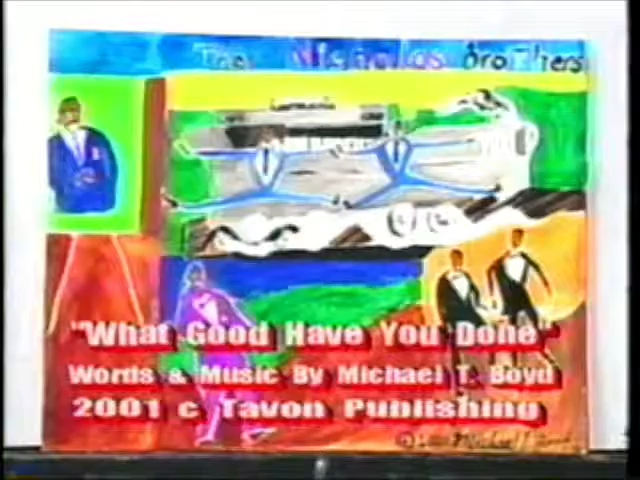 The Nicholas Brothers
"What Good Have You Done"
Words & Music By Michael T. Boyd
2001 c Tavon Publishing